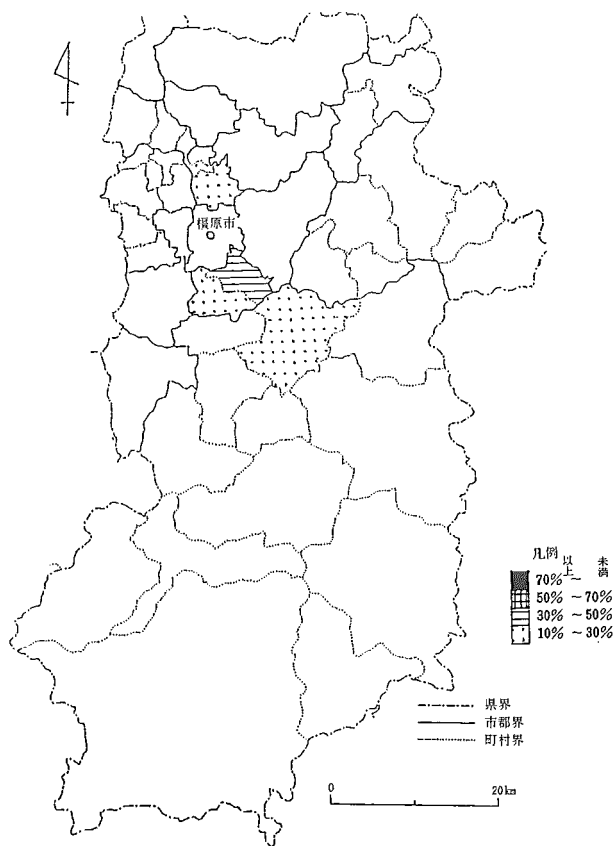 橿原市
凡例 以上 未満
70% ~
50% ~ 70%
30% ~ 50%
10% ~ 30%
県界
市郡界
町村界
0 20km